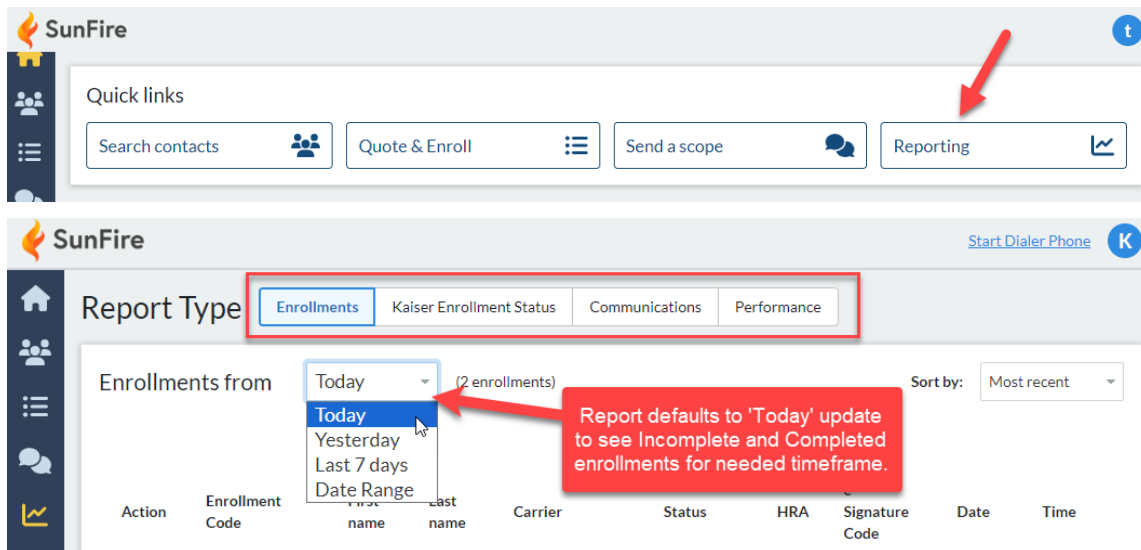 SunFire
t
Quick links
Search contacts
Quote & Enroll
Send a scope
Reporting
SunFire
Start Dialer Phone
K
Report Type
Enrollments
Kaiser Enrollment Status
Communications
Performance
Enrollments from
Today
(2 enrollments)
Sort by:
Most recent
Today
Yesterday
Last 7 days
Date Range
Report defaults to 'Today' update
to see Incomplete and Completed
enrollments for needed timeframe.
Action
Enrollment
Code
First
name
Last
name
Carrier
Status
HRA
Signature
Code
Date
Time